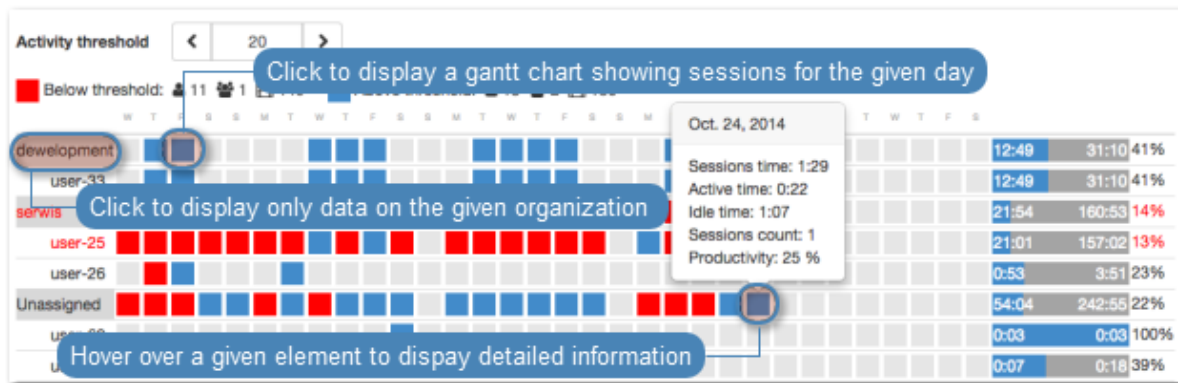 Activity threshold < 20 >
Click to display a gantt chart showing sessions for the given day
Below threshold: 11 1
W T F S S M T W T F S S M T W T F S S M T W T F S
Oct. 24, 2014
dewelopment 12:49 31:10 41%
Sessions time: 1:29
user-33 12:49 31:10 41%
Active time: 0:22
Click to display only data on the given organization
Idle time: 1:07
serwis 21:54 160:53 14%
Sessions count: 1
user-25 21:01 157:02 13%
Productivity: 25 %
user-26 0:53 3:51 23%
Unassigned 54:04 242:55 22%
0:03 0:03 100%
Hover over a given element to dispay detailed information
0:07 0:18 39%